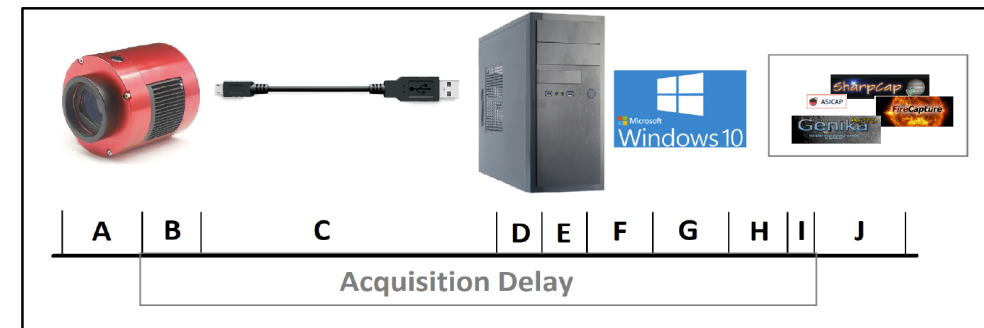 SharpCap
ASICAP
FireCapture
Genika
Microsoft
Windows 10
A B C D E F G H I J
Acquisition Delay